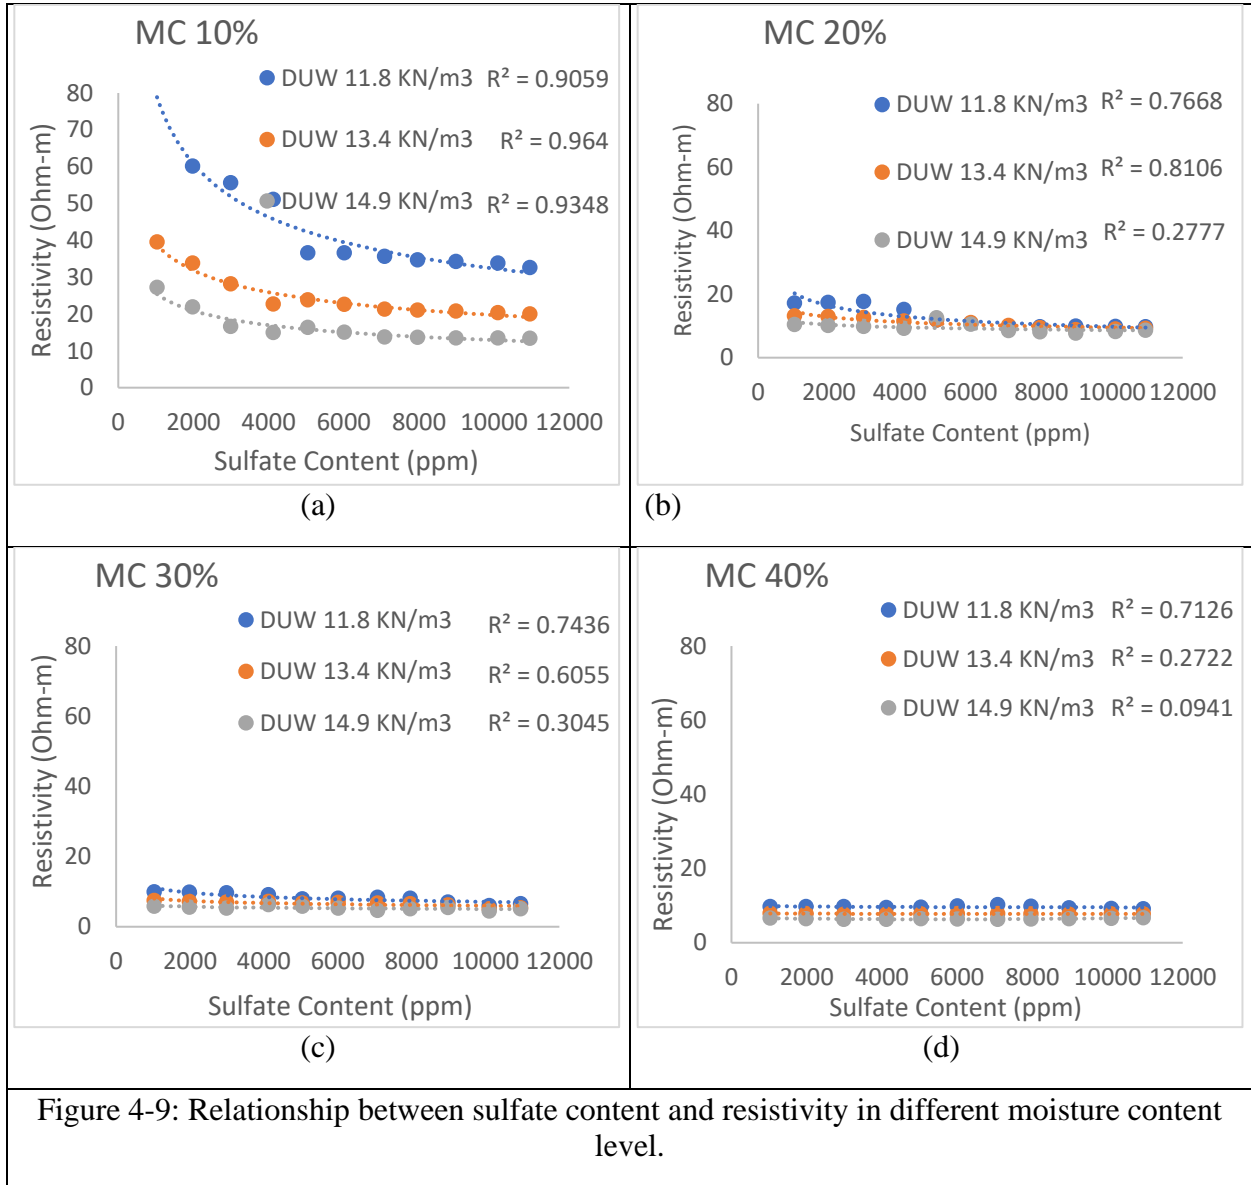 MC 10%
DUW 11.8 KN/m3 R² = 0.9059
DUW 13.4 KN/m3 R² = 0.964
DUW 14.9 KN/m3 R² = 0.9348
80
70
60
50
40
30
20
10
0
Resistivity (Ohm-m)
0 2000 4000 6000 8000 10000 12000
Sulfate Content (ppm)
(a)
MC 20%
DUW 11.8 KN/m3 R² = 0.7668
DUW 13.4 KN/m3 R² = 0.8106
DUW 14.9 KN/m3 R² = 0.2777
80
60
40
20
0
Resistivity (Ohm-m)
0 2000 4000 6000 8000 10000 12000
Sulfate Content (ppm)
(b)
MC 30%
DUW 11.8 KN/m3 R² = 0.7436
DUW 13.4 KN/m3 R² = 0.6055
DUW 14.9 KN/m3 R² = 0.3045
80
60
40
20
0
Resistivity (Ohm-m)
0 2000 4000 6000 8000 10000 12000
Sulfate Content (ppm)
(c)
MC 40%
DUW 11.8 KN/m3 R² = 0.7126
DUW 13.4 KN/m3 R² = 0.2722
DUW 14.9 KN/m3 R² = 0.0941
80
60
40
20
0
Resistivity (Ohm-m)
0 2000 4000 6000 8000 10000 12000
Sulfate Content (ppm)
(d)
Figure 4-9: Relationship between sulfate content and resistivity in different moisture content
level.